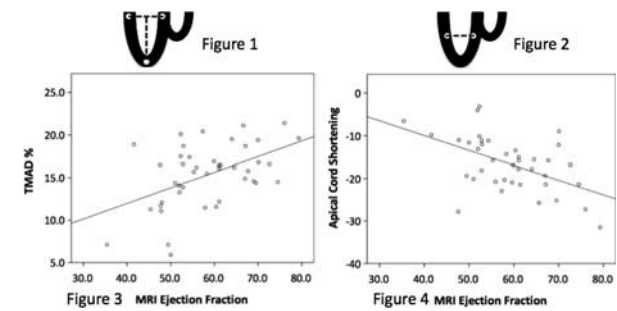 Figure 1
Figure 2
25.0
20.0
15.0
10.0
5.0
TMAD %
30.0 40.0 50.0 60.0 70.0 80.0
Figure 3 MRI Ejection Fraction
0
-10
-20
-30
-40
Apical Cord Shortening
30.0 40.0 50.0 60.0 70.0 80.0
Figure 4 MRI Ejection Fraction